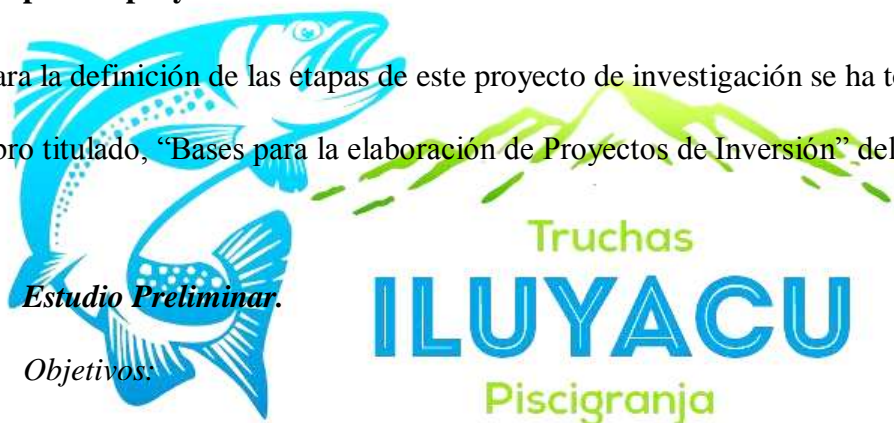 ara la definición de las etapas de este proyecto de investigación se ha t
bro titulado, “Bases para la elaboración de Proyectos de Inversión” del
Truchas
Estudio Preliminar.
ILUYACU
Objetivos:
Piscigranja